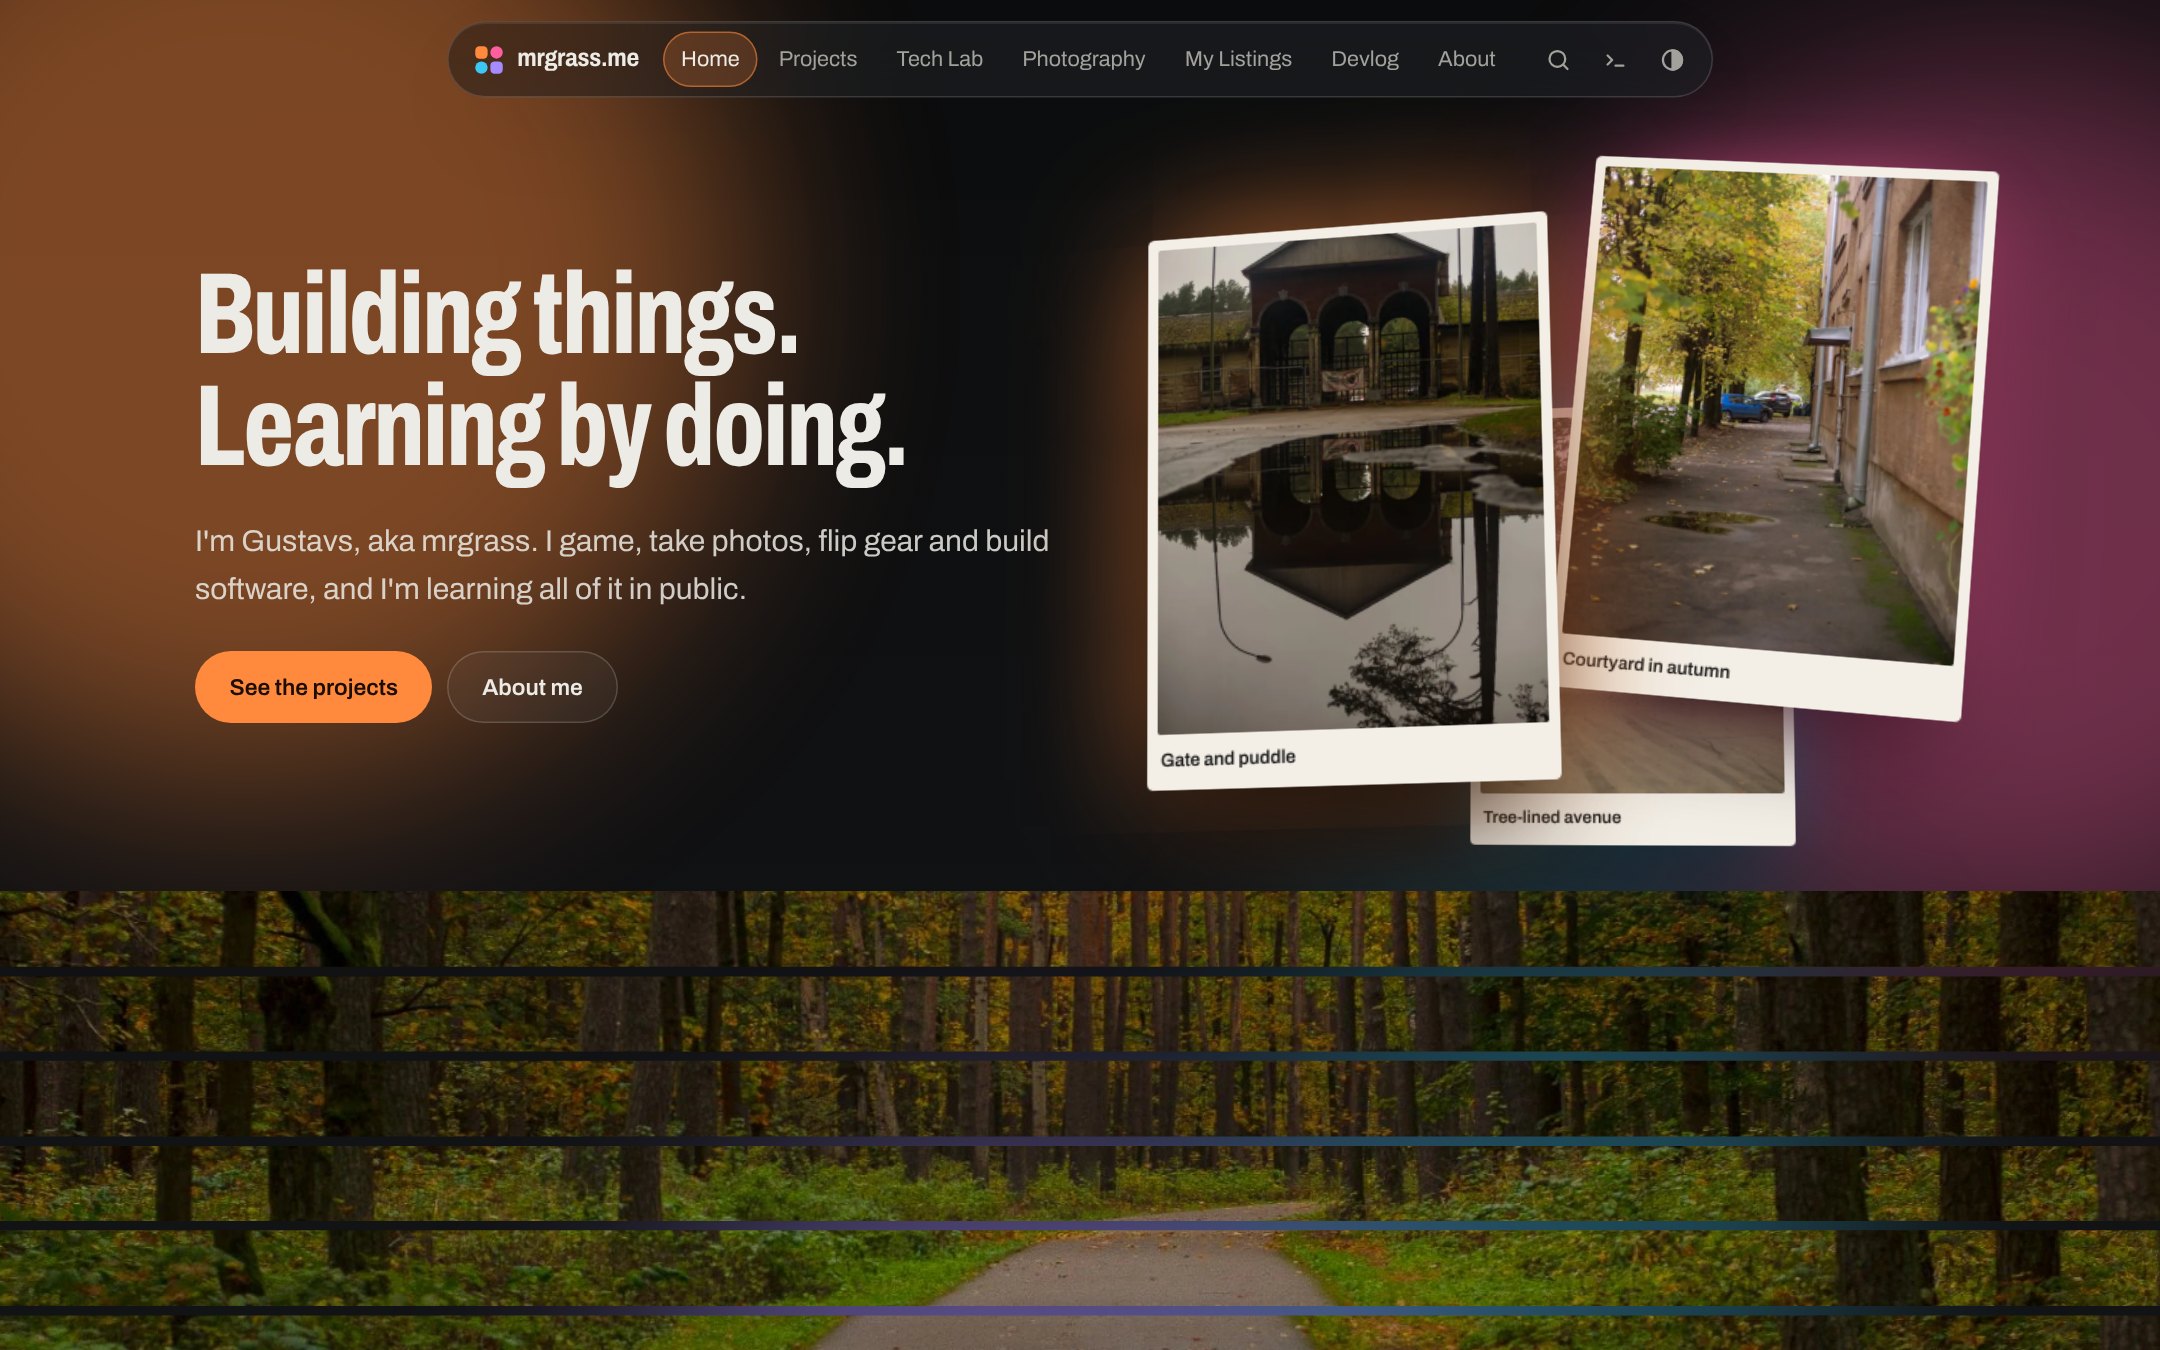 mrgrass.me
Home
Projects
Tech Lab
Photography
My Listings
Devlog
About
Building things.
Learning by doing.
I'm Gustavs, aka mrgrass. I game, take photos, flip gear and build
software, and I'm learning all of it in public.
See the projects
About me
Gate and puddle
Courtyard in autumn
Tree-lined avenue